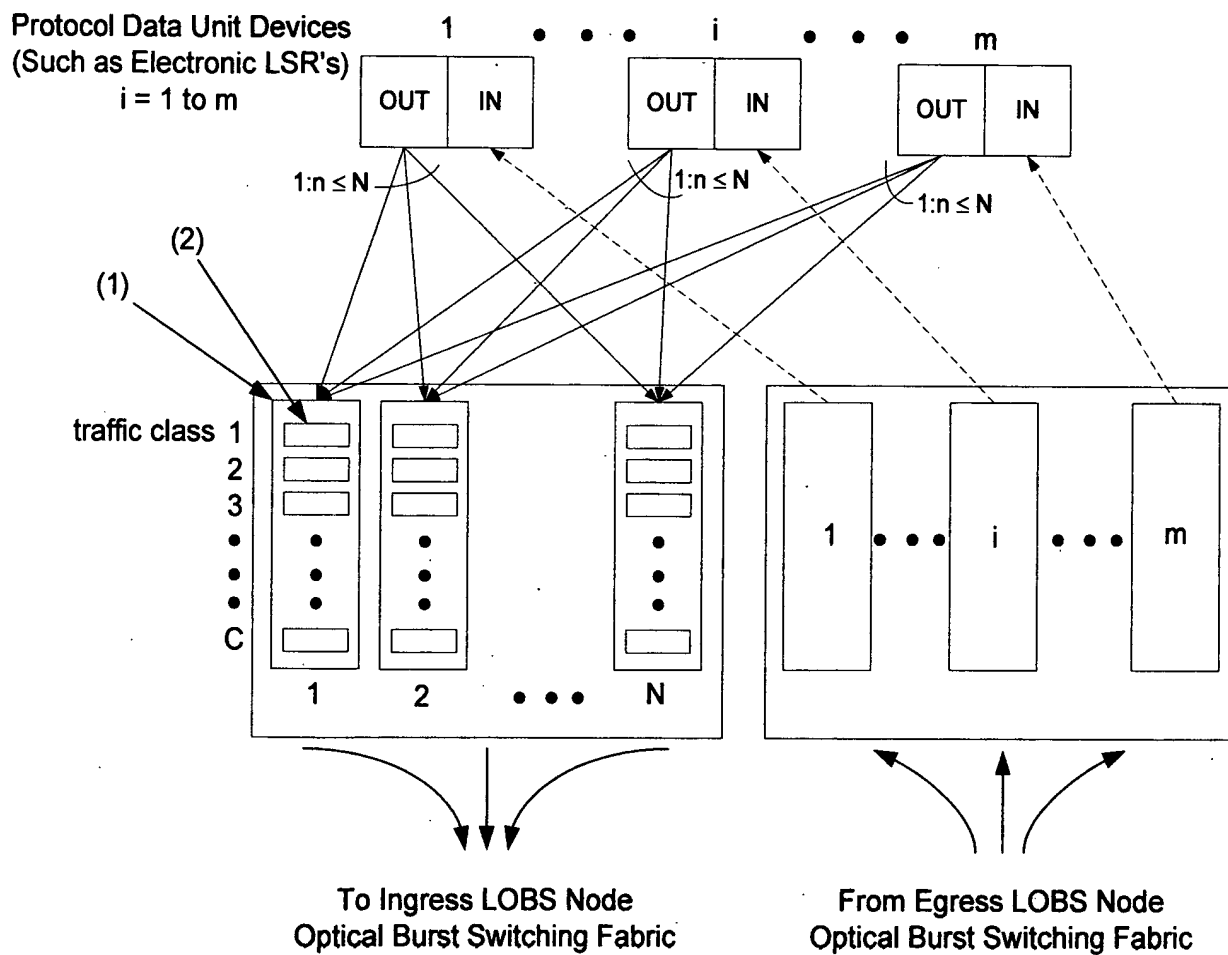 Protocol Data Unit Devices
(Such as Electronic LSR's)
i = 1 to m
1 • • • i • • • m
OUT IN OUT IN OUT IN
1:n ≤ N 1:n ≤ N 1:n ≤ N
(2)
(1)
traffic class 1
2
3
C
1 2 • • • N
1 • • • i • • • m
To Ingress LOBS Node
Optical Burst Switching Fabric
From Egress LOBS Node
Optical Burst Switching Fabric